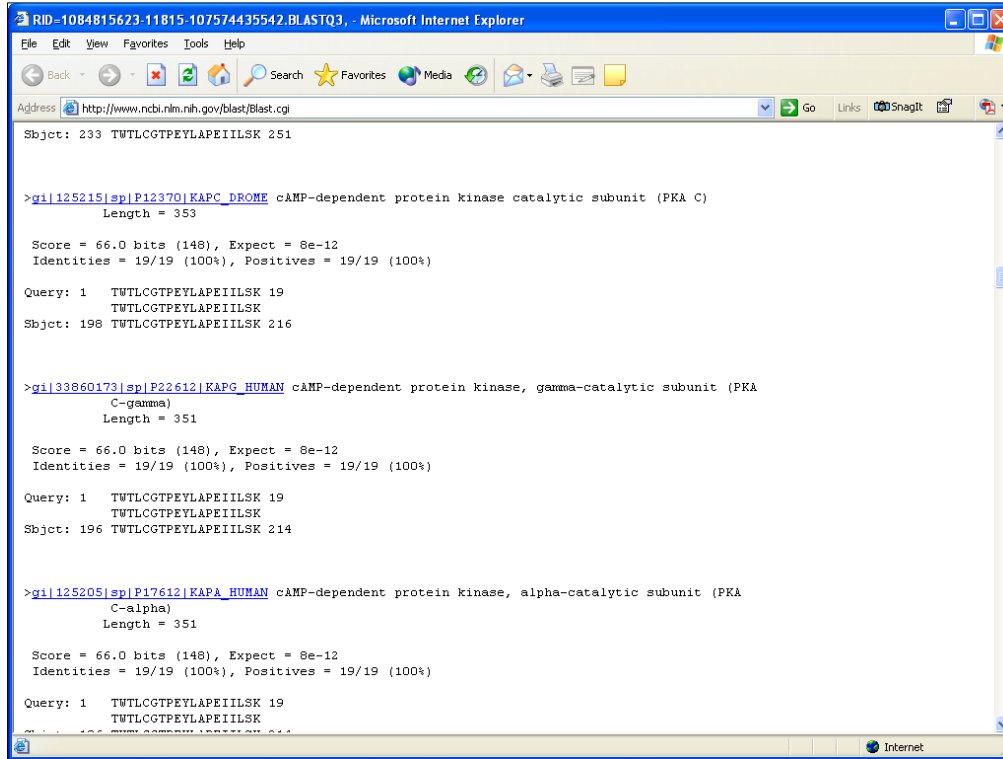 RID=1084815623-11815-107574435542.BLASTQ3, - Microsoft Internet Explorer
File Edit View Favorites Tools Help
Back Search Favorites Media
Address http://www.ncbi.nlm.nih.gov/blast/Blast.cgi Go Links SnagIt
Sbjct: 233 TWTLCGTPEYLAPEIILSK 251
>gi|125215|sp|P12370|KAPC_DROME cAMP-dependent protein kinase catalytic subunit (PKA C)
Length = 353
Score = 66.0 bits (148), Expect = 8e-12
Identities = 19/19 (100%), Positives = 19/19 (100%)
Query: 1 TWTLCGTPEYLAPEIILSK 19
TWTLCGTPEYLAPEIILSK
Sbjct: 198 TWTLCGTPEYLAPEIILSK 216
>gi|33860173|sp|P22612|KAPG_HUMAN cAMP-dependent protein kinase, gamma-catalytic subunit (PKA
C-gamma)
Length = 351
Score = 66.0 bits (148), Expect = 8e-12
Identities = 19/19 (100%), Positives = 19/19 (100%)
Query: 1 TWTLCGTPEYLAPEIILSK 19
TWTLCGTPEYLAPEIILSK
Sbjct: 196 TWTLCGTPEYLAPEIILSK 214
>gi|125205|sp|P17612|KAPA_HUMAN cAMP-dependent protein kinase, alpha-catalytic subunit (PKA
C-alpha)
Length = 351
Score = 66.0 bits (148), Expect = 8e-12
Identities = 19/19 (100%), Positives = 19/19 (100%)
Query: 1 TWTLCGTPEYLAPEIILSK 19
TWTLCGTPEYLAPEIILSK
Internet